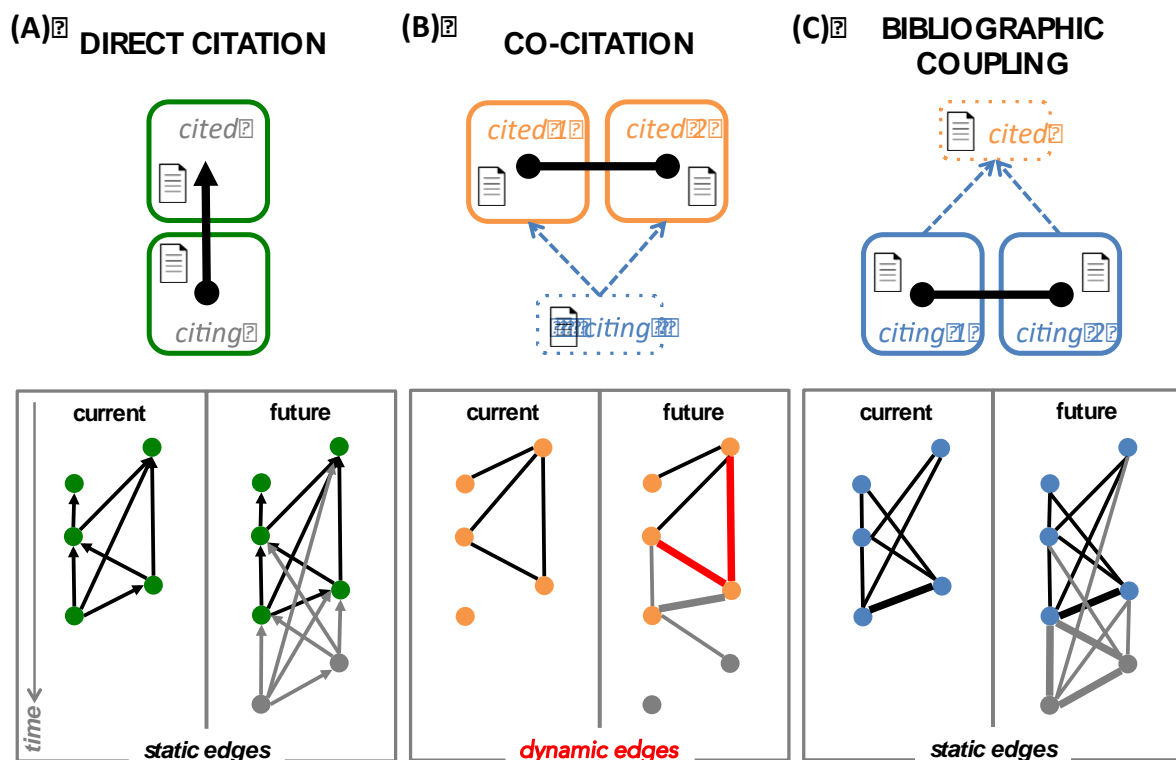 (A)
DIRECT CITATION
cited
citing
current
future
time
static edges
(B)
CO-CITATION
cited 1
cited 2
citing
current
future
dynamic edges
(C)
BIBLIOGRAPHIC
COUPLING
cited
citing 1
citing 2
current
future
static edges